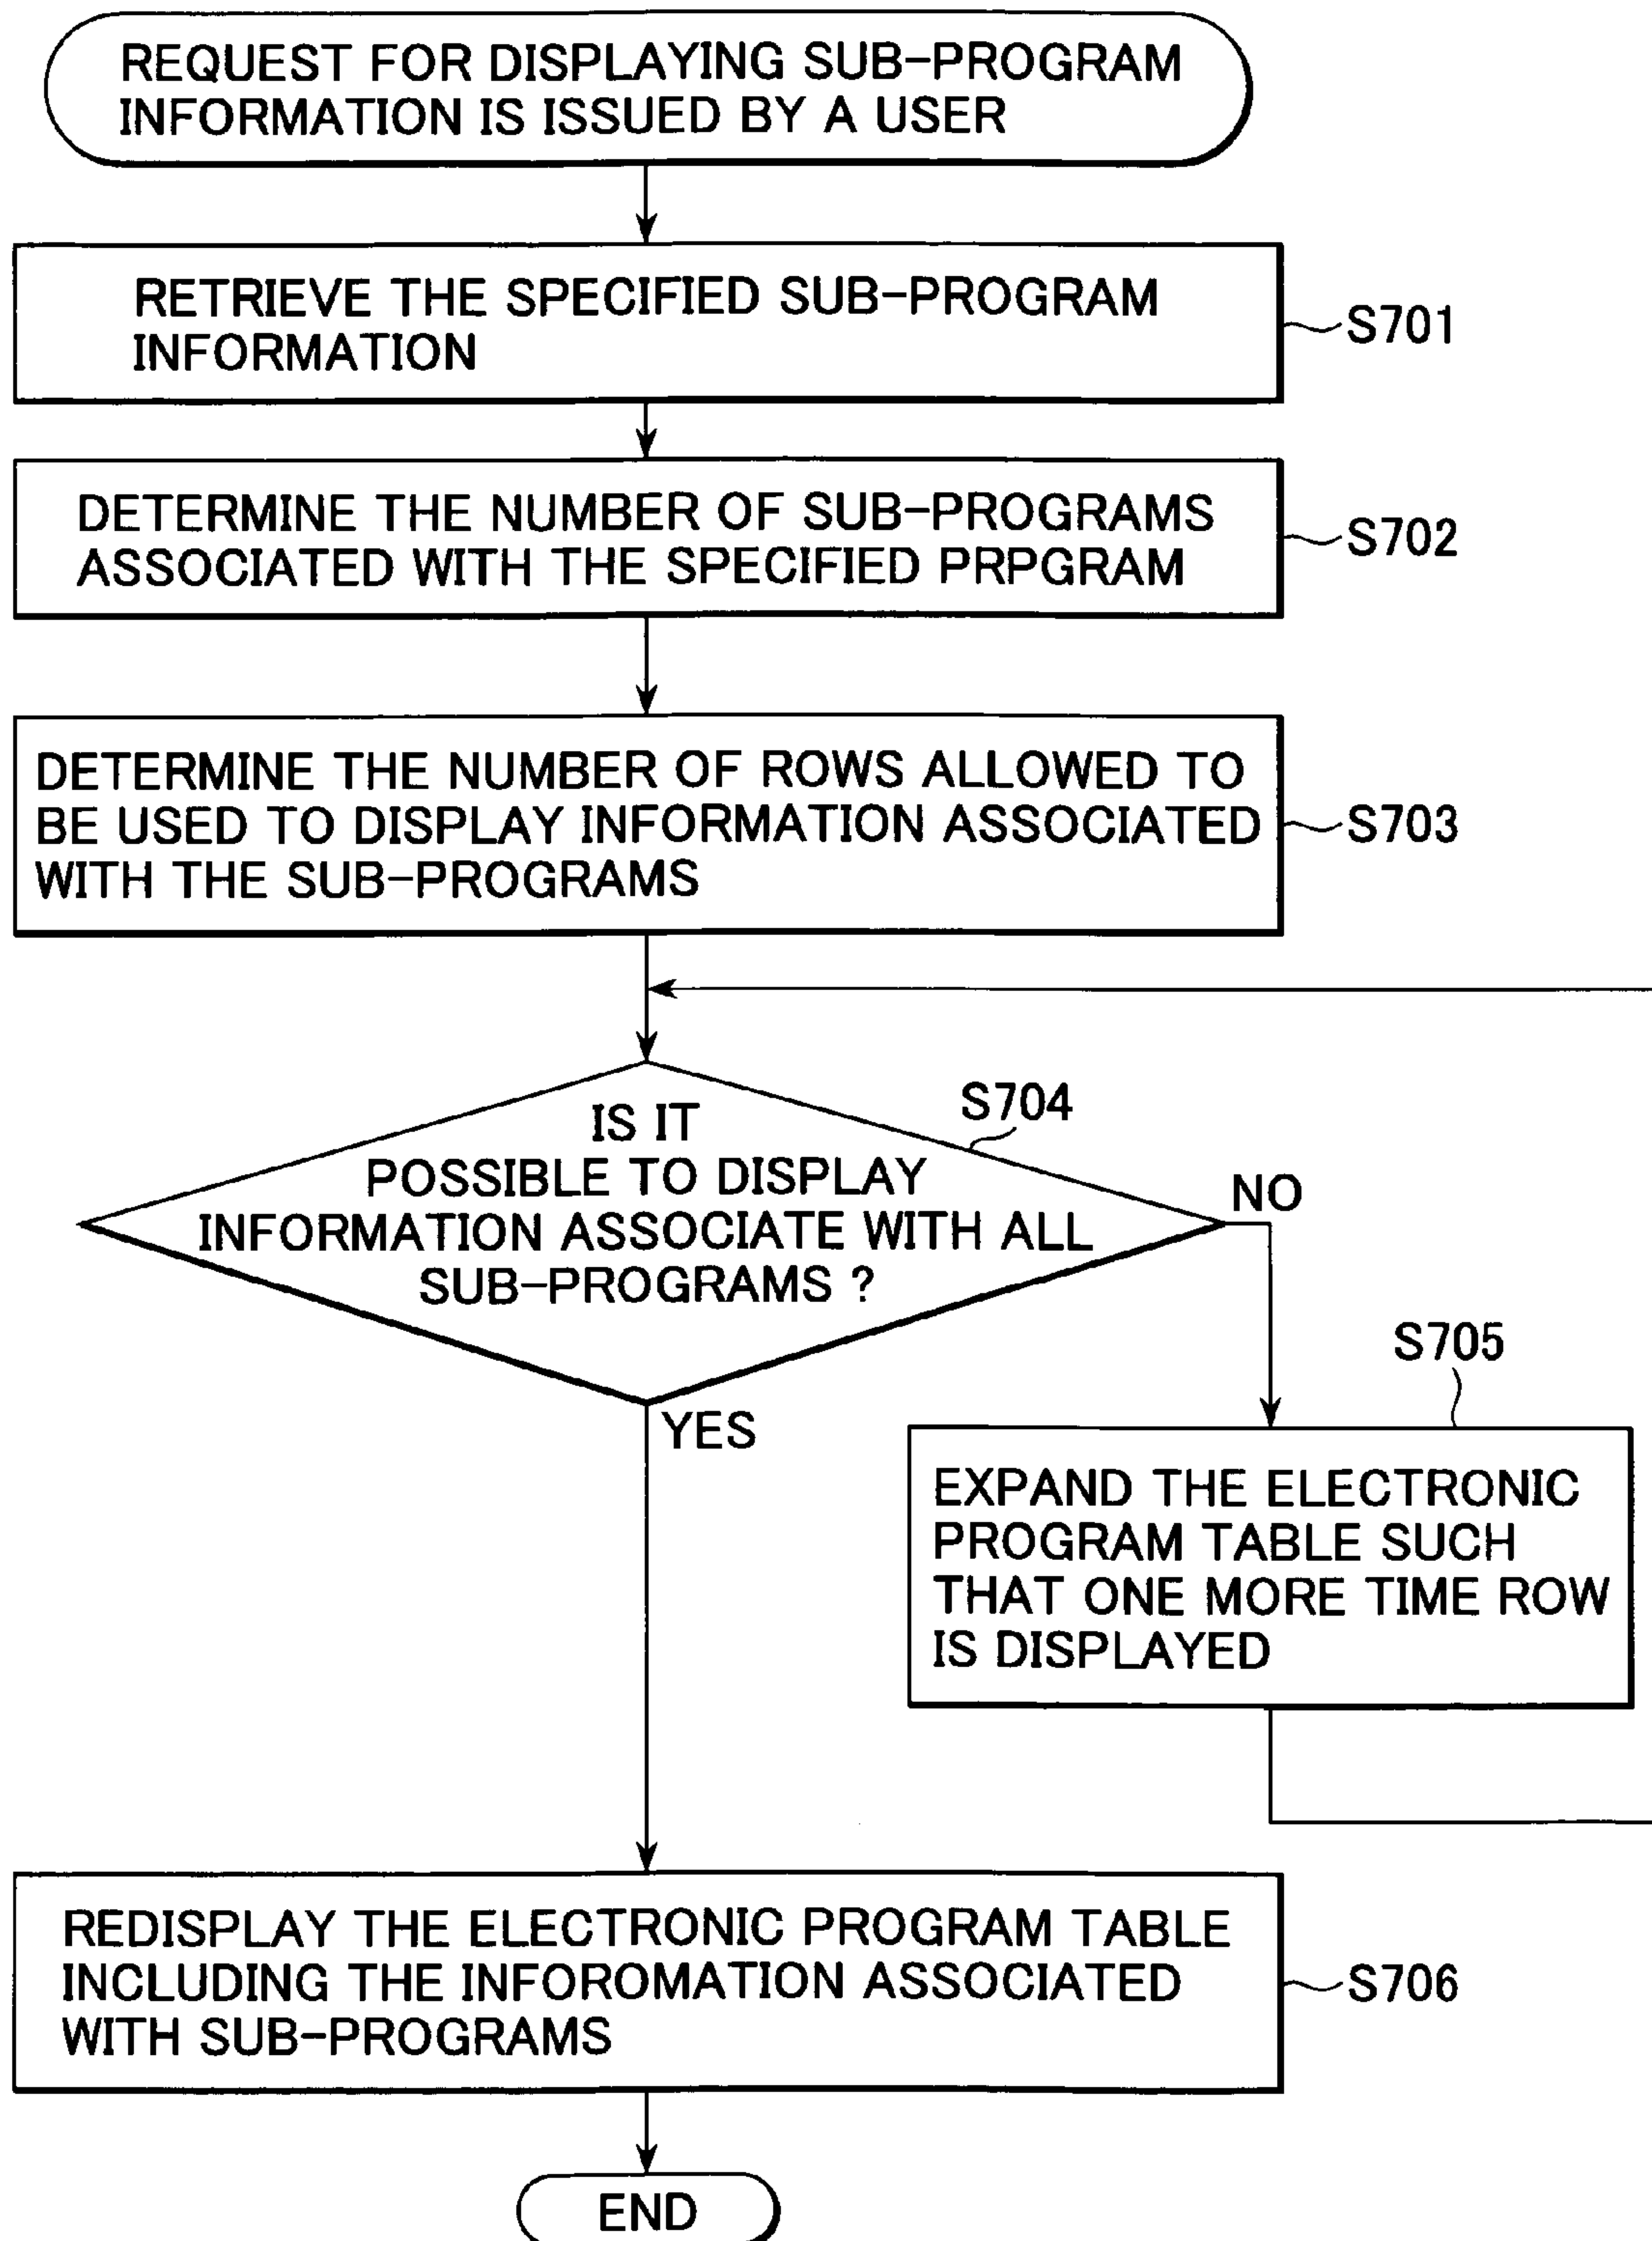 REQUEST FOR DISPLAYING SUB-PROGRAM
INFORMATION IS ISSUED BY A USER
RETRIEVE THE SPECIFIED SUB-PROGRAM
INFORMATION
S701
DETERMINE THE NUMBER OF SUB-PROGRAMS
ASSOCIATED WITH THE SPECIFIED PRPGRAM
S702
DETERMINE THE NUMBER OF ROWS ALLOWED TO
BE USED TO DISPLAY INFORMATION ASSOCIATED
WITH THE SUB-PROGRAMS
S703
S704
IS IT
POSSIBLE TO DISPLAY
INFORMATION ASSOCIATE WITH ALL
SUB-PROGRAMS ?
NO
YES
S705
EXPAND THE ELECTRONIC
PROGRAM TABLE SUCH
THAT ONE MORE TIME ROW
IS DISPLAYED
REDISPLAY THE ELECTRONIC PROGRAM TABLE
INCLUDING THE INFOROMATION ASSOCIATED
WITH SUB-PROGRAMS
S706
END